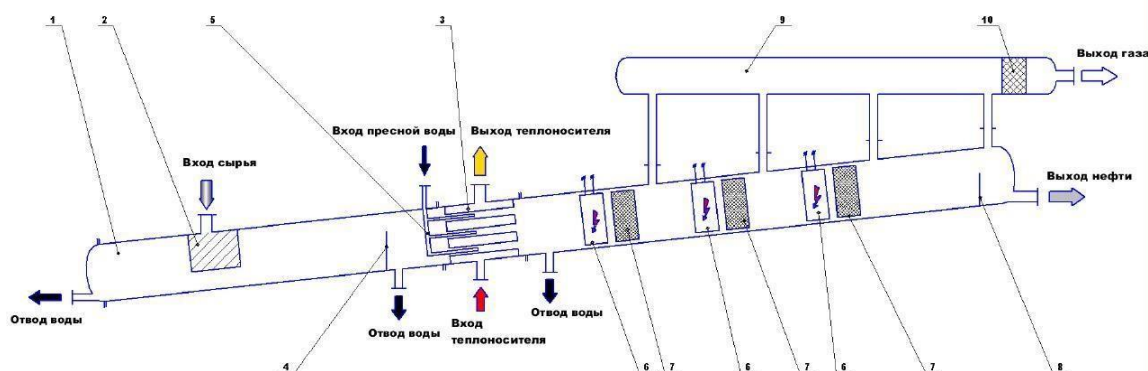 1
2
5
3
9
10
Выход газа
Вход пресной воды
Выход теплоносителя
Вход сырья
Выход нефти
Отвод воды
Отвод воды
Вход
теплоносителя
Отвод воды
4
6
7
6
7
6
7
8